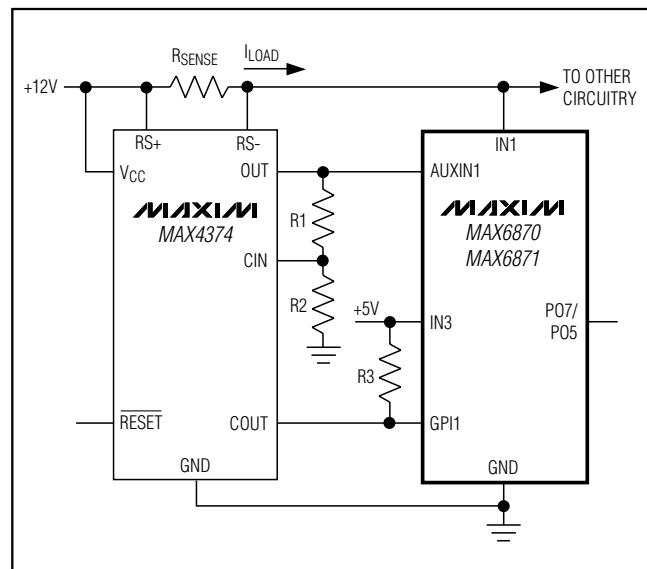 RSENSE
ILOAD
+12V
TO OTHER
CIRCUITRY
RS+
RS-
IN1
VCC
OUT
AUXIN1
MAXIM
MAX4374
R1
MAXIM
MAX6870
MAX6871
CIN
R2
+5V
IN3
PO7/
PO5
R3
RESET
COUT
GPI1
GND
GND